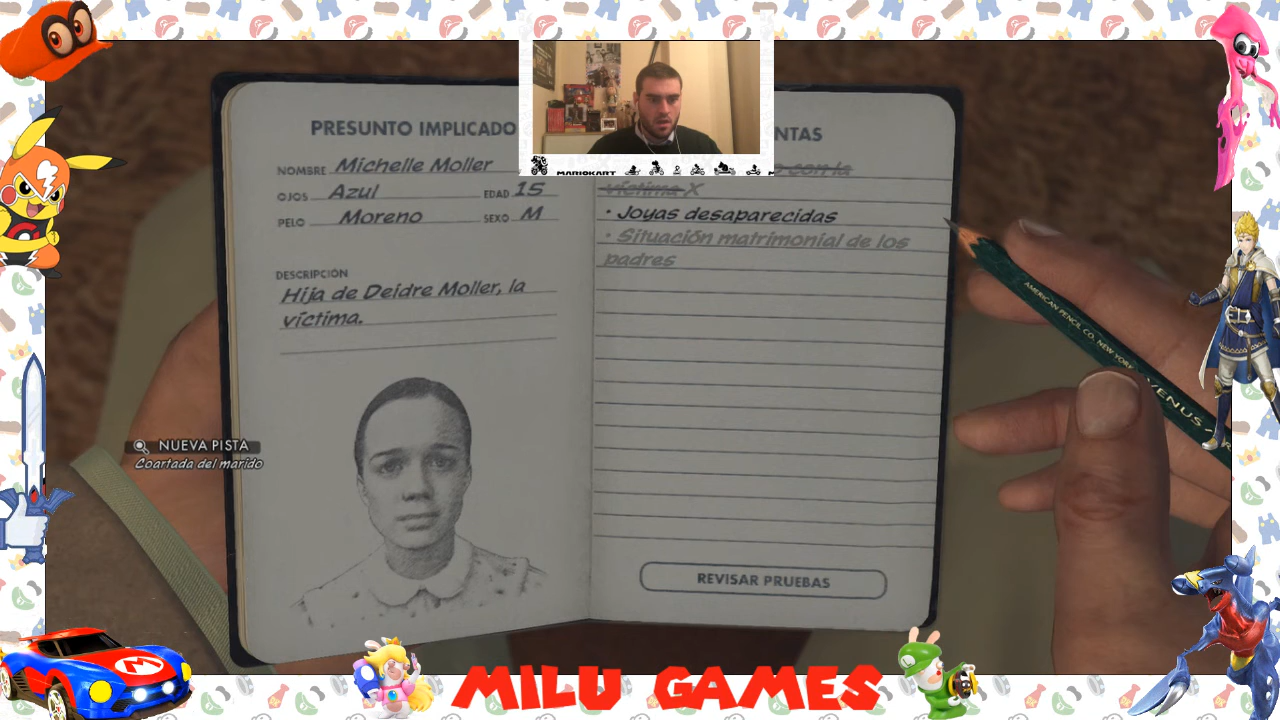 PRESUNTO IMPLICADO
NOMBRE Michelle Moller
OJOS Azul EDAD 15
PELO Moreno SEXO M
DESCRIPCIÓN
Hija de Deidre Moller, la
víctima.
NUEVA PISTA
Coartada del marido
MARIOKART
NTAS
con la
víctima X
· Joyas desaparecidas
· Situación matrimonial de los
padres
REVISAR PRUEBAS
AMERICAN PENCIL CO. NEW YORK VENUS
MILU GAMES